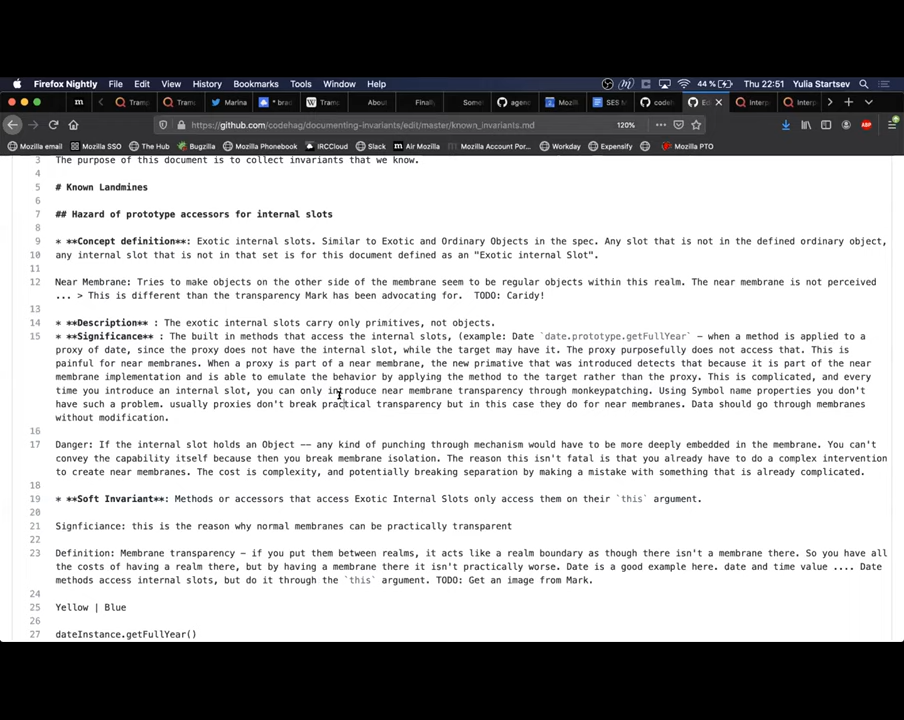 Firefox Nightly File Edit View History Bookmarks Tools Window Help 44 % Thu 22:51 Yulia Startsev
m Tramp Tram Marina * brad Tramp About Finall Some agend Mozil SES M codeh Ed Interp Interp
https://github.com/codehag/documenting-invariants/edit/master/known_invariants.md 120%
Mozilla email Mozilla SSO The Hub Bugzilla Mozilla Phonebook IRCCloud Slack Air Mozilla Mozilla Account Por... Workday Expensify Mozilla PTO
3 The purpose of this document is to collect invariants that we know.
4
5 # Known Landmines
6
7 ## Hazard of prototype accessors for internal slots
8
9 * **Concept definition**: Exotic internal slots. Similar to Exotic and Ordinary Objects in the spec. Any slot that is not in the defined ordinary object,
10 any internal slot that is not in that set is for this document defined as an "Exotic internal Slot".
11
12 Near Membrane: Tries to make objects on the other side of the membrane seem to be regular objects within this realm. The near membrane is not perceived
... > This is different than the transparency Mark has been advocating for. TODO: Caridy!
13
14 * **Description** : The exotic internal slots carry only primitives, not objects.
15 * **Significance** : The built in methods that access the internal slots, (example: Date `date.prototype.getFullYear` – when a method is applied to a
proxy of date, since the proxy does not have the internal slot, while the target may have it. The proxy purposefully does not access that. This is
painful for near membranes. When a proxy is part of a near membrane, the new primative that was introduced detects that because it is part of the near
membrane implementation and is able to emulate the behavior by applying the method to the target rather than the proxy. This is complicated, and every
time you introduce an internal slot, you can only introduce near membrane transparency through monkeypatching. Using Symbol name properties you don't
have such a problem. usually proxies don't break practical transparency but in this case they do for near membranes. Data should go through membranes
without modification.
16
17 Danger: If the internal slot holds an Object –– any kind of punching through mechanism would have to be more deeply embedded in the membrane. You can't
convey the capability itself because then you break membrane isolation. The reason this isn't fatal is that you already have to do a complex intervention
to create near membranes. The cost is complexity, and potentially breaking separation by making a mistake with something that is already complicated.
18
19 * **Soft Invariant**: Methods or accessors that access Exotic Internal Slots only access them on their `this` argument.
20
21 Signficiance: this is the reason why normal membranes can be practically transparent
22
23 Definition: Membrane transparency – if you put them between realms, it acts like a realm boundary as though there isn't a membrane there. So you have all
the costs of having a realm there, but by having a membrane there it isn't practically worse. Date is a good example here. date and time value .... Date
methods access internal slots, but do it through the `this` argument. TODO: Get an image from Mark.
24
25 Yellow | Blue
26
27 dateInstance.getFullYear()